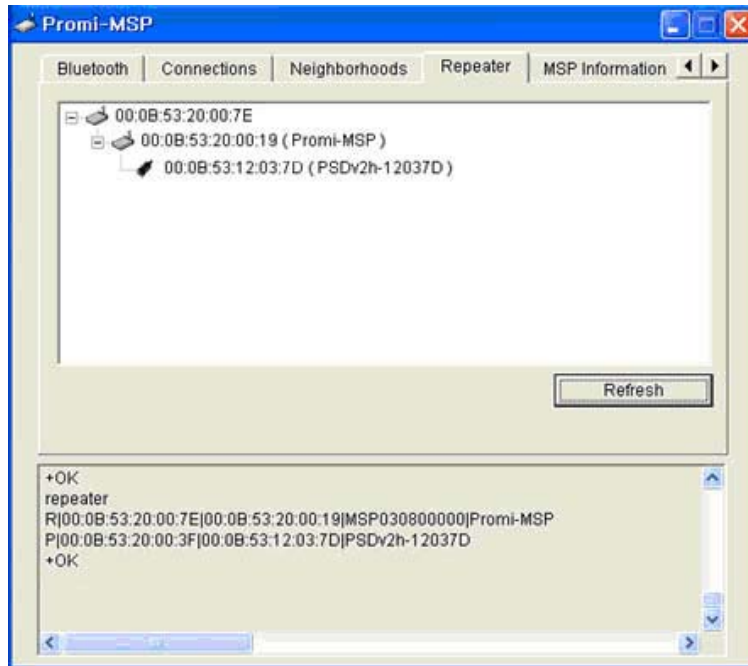 Promi-MSP
Bluetooth
Connections
Neighborhoods
Repeater
MSP Information
00:0B:53:20:00:7E
00:0B:53:20:00:19 ( Promi-MSP )
00:0B:53:12:03:7D ( PSDv2h-12037D )
Refresh
+OK
repeater
R|00:0B:53:20:00:7E|00:0B:53:20:00:19|MSP030800000|Promi-MSP
P|00:0B:53:20:00:3F|00:0B:53:12:03:7D|PSDv2h-12037D
+OK